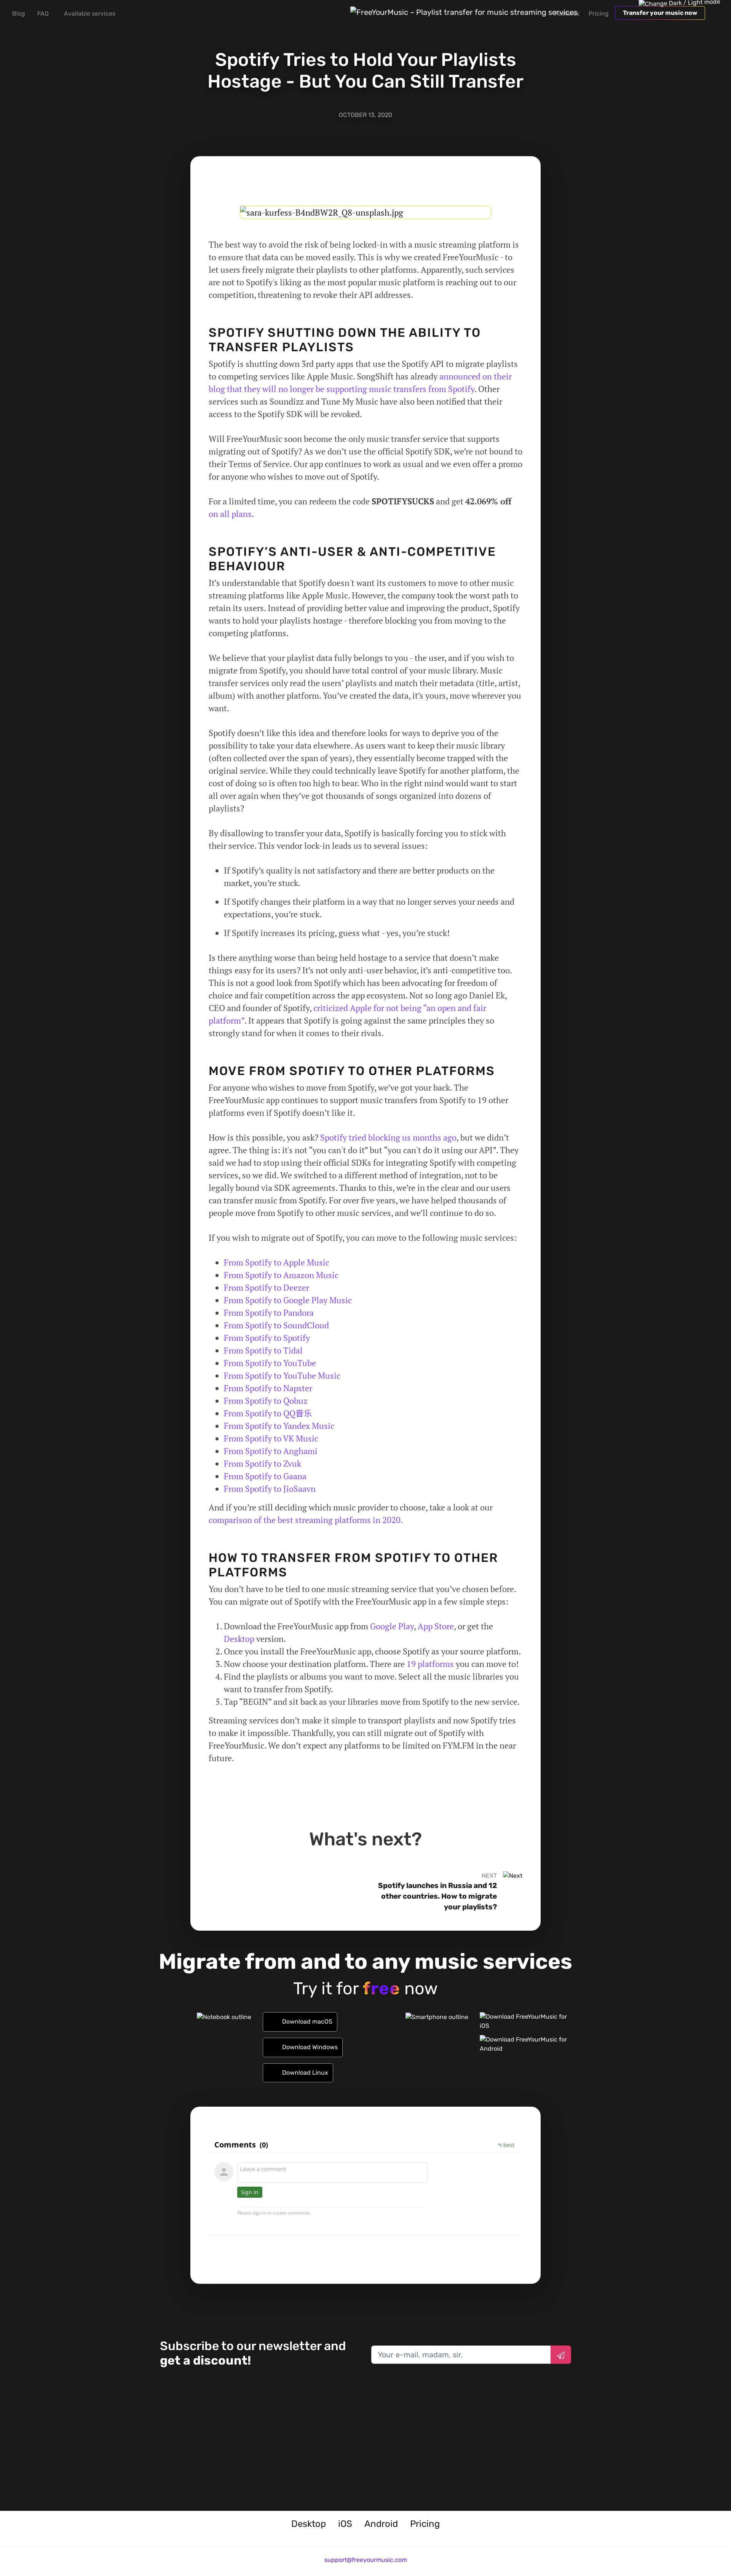 Blog FAQ Available services
FreeYourMusic – Playlist transfer for music streaming services
Pricing
Change Dark / Light mode
Transfer your music now
Spotify Tries to Hold Your Playlists
Hostage - But You Can Still Transfer
OCTOBER 13, 2020
sara-kurfess-B4ndBW2R_Q8-unsplash.jpg
The best way to avoid the risk of being locked-in with a music streaming platform is
to ensure that data can be moved easily. This is why we created FreeYourMusic - to
let users freely migrate their playlists to other platforms. Apparently, such services
are not to Spotify's liking as the most popular music platform is reaching out to our
competition, threatening to revoke their API addresses.
SPOTIFY SHUTTING DOWN THE ABILITY TO
TRANSFER PLAYLISTS
Spotify is shutting down 3rd party apps that use the Spotify API to migrate playlists
to competing services like Apple Music. SongShift has already announced on their
blog that they will no longer be supporting music transfers from Spotify. Other
services such as Soundizz and Tune My Music have also been notified that their
access to the Spotify SDK will be revoked.
Will FreeYourMusic soon become the only music transfer service that supports
migrating out of Spotify? As we don’t use the official Spotify SDK, we’re not bound to
their Terms of Service. Our app continues to work as usual and we even offer a promo
for anyone who wishes to move out of Spotify.
For a limited time, you can redeem the code SPOTIFYSUCKS and get 42.069% off
on all plans.
SPOTIFY’S ANTI-USER & ANTI-COMPETITIVE
BEHAVIOUR
It’s understandable that Spotify doesn't want its customers to move to other music
streaming platforms like Apple Music. However, the company took the worst path to
retain its users. Instead of providing better value and improving the product, Spotify
wants to hold your playlists hostage - therefore blocking you from moving to the
competing platforms.
We believe that your playlist data fully belongs to you - the user, and if you wish to
migrate from Spotify, you should have total control of your music library. Music
transfer services only read the users’ playlists and match their metadata (title, artist,
album) with another platform. You’ve created the data, it’s yours, move wherever you
want.
Spotify doesn’t like this idea and therefore looks for ways to deprive you of the
possibility to take your data elsewhere. As users want to keep their music library
(often collected over the span of years), they essentially become trapped with the
original service. While they could technically leave Spotify for another platform, the
cost of doing so is often too high to bear. Who in the right mind would want to start
all over again when they’ve got thousands of songs organized into dozens of
playlists?
By disallowing to transfer your data, Spotify is basically forcing you to stick with
their service. This vendor lock-in leads us to several issues:
If Spotify’s quality is not satisfactory and there are better products on the
market, you’re stuck.
If Spotify changes their platform in a way that no longer serves your needs and
expectations, you’re stuck.
If Spotify increases its pricing, guess what - yes, you’re stuck!
Is there anything worse than being held hostage to a service that doesn’t make
things easy for its users? It’s not only anti-user behavior, it’s anti-competitive too.
This is not a good look from Spotify which has been advocating for freedom of
choice and fair competition across the app ecosystem. Not so long ago Daniel Ek,
CEO and founder of Spotify, criticized Apple for not being “an open and fair
platform”. It appears that Spotify is going against the same principles they so
strongly stand for when it comes to their rivals.
MOVE FROM SPOTIFY TO OTHER PLATFORMS
For anyone who wishes to move from Spotify, we’ve got your back. The
FreeYourMusic app continues to support music transfers from Spotify to 19 other
platforms even if Spotify doesn’t like it.
How is this possible, you ask? Spotify tried blocking us months ago, but we didn’t
agree. The thing is: it's not “you can't do it” but “you can't do it using our API”. They
said we had to stop using their official SDKs for integrating Spotify with competing
services, so we did. We switched to a different method of integration, not to be
legally bound via SDK agreements. Thanks to this, we’re in the clear and our users
can transfer music from Spotify. For over five years, we have helped thousands of
people move from Spotify to other music services, and we’ll continue to do so.
If you wish to migrate out of Spotify, you can move to the following music services:
From Spotify to Apple Music
From Spotify to Amazon Music
From Spotify to Deezer
From Spotify to Google Play Music
From Spotify to Pandora
From Spotify to SoundCloud
From Spotify to Spotify
From Spotify to Tidal
From Spotify to YouTube
From Spotify to YouTube Music
From Spotify to Napster
From Spotify to Qobuz
From Spotify to QQ音乐
From Spotify to Yandex Music
From Spotify to VK Music
From Spotify to Anghami
From Spotify to Zvuk
From Spotify to Gaana
From Spotify to JioSaavn
And if you’re still deciding which music provider to choose, take a look at our
comparison of the best streaming platforms in 2020.
HOW TO TRANSFER FROM SPOTIFY TO OTHER
PLATFORMS
You don’t have to be tied to one music streaming service that you’ve chosen before.
You can migrate out of Spotify with the FreeYourMusic app in a few simple steps:
1. Download the FreeYourMusic app from Google Play, App Store, or get the
Desktop version.
2. Once you install the FreeYourMusic app, choose Spotify as your source platform.
3. Now choose your destination platform. There are 19 platforms you can move to!
4. Find the playlists or albums you want to move. Select all the music libraries you
want to transfer from Spotify.
5. Tap “BEGIN” and sit back as your libraries move from Spotify to the new service.
Streaming services don’t make it simple to transport playlists and now Spotify tries
to make it impossible. Thankfully, you can still migrate out of Spotify with
FreeYourMusic. We don’t expect any platforms to be limited on FYM.FM in the near
future.
What's next?
NEXT
Next
Spotify launches in Russia and 12
other countries. How to migrate
your playlists?
Migrate from and to any music services
Try it for free now
Notebook outline
Download macOS
Download Windows
Download Linux
Smartphone outline
Download FreeYourMusic for
iOS
Download FreeYourMusic for
Android
Comments (0)
best
Leave a comment
Sign in
Please sign in to create comments.
Subscribe to our newsletter and
get a discount!
Your e-mail, madam, sir.
Desktop iOS Android Pricing
support@freeyourmusic.com